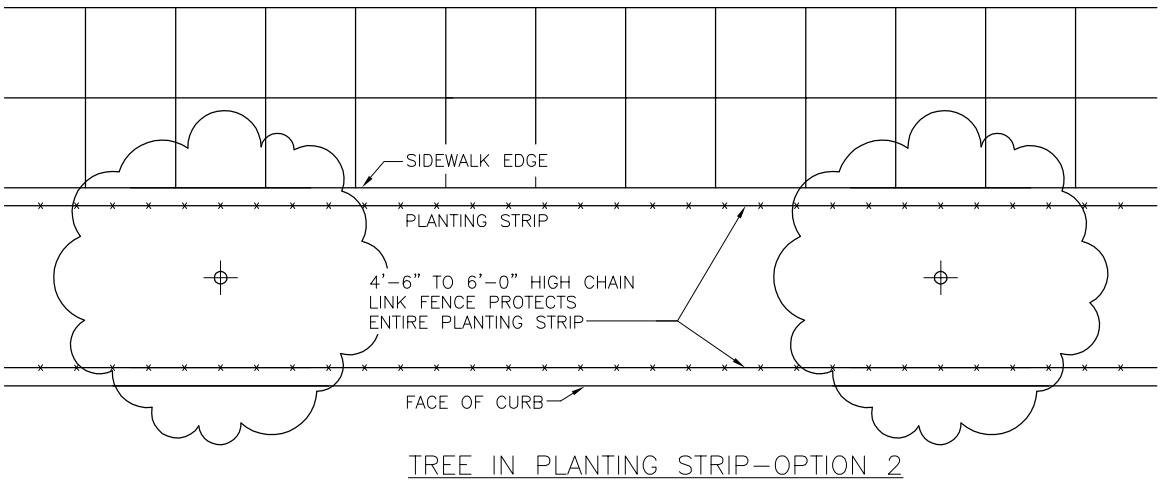 SIDEWALK EDGE
PLANTING STRIP
4'-6" TO 6'-0" HIGH CHAIN
LINK FENCE PROTECTS
ENTIRE PLANTING STRIP
FACE OF CURB
TREE IN PLANTING STRIP-OPTION 2